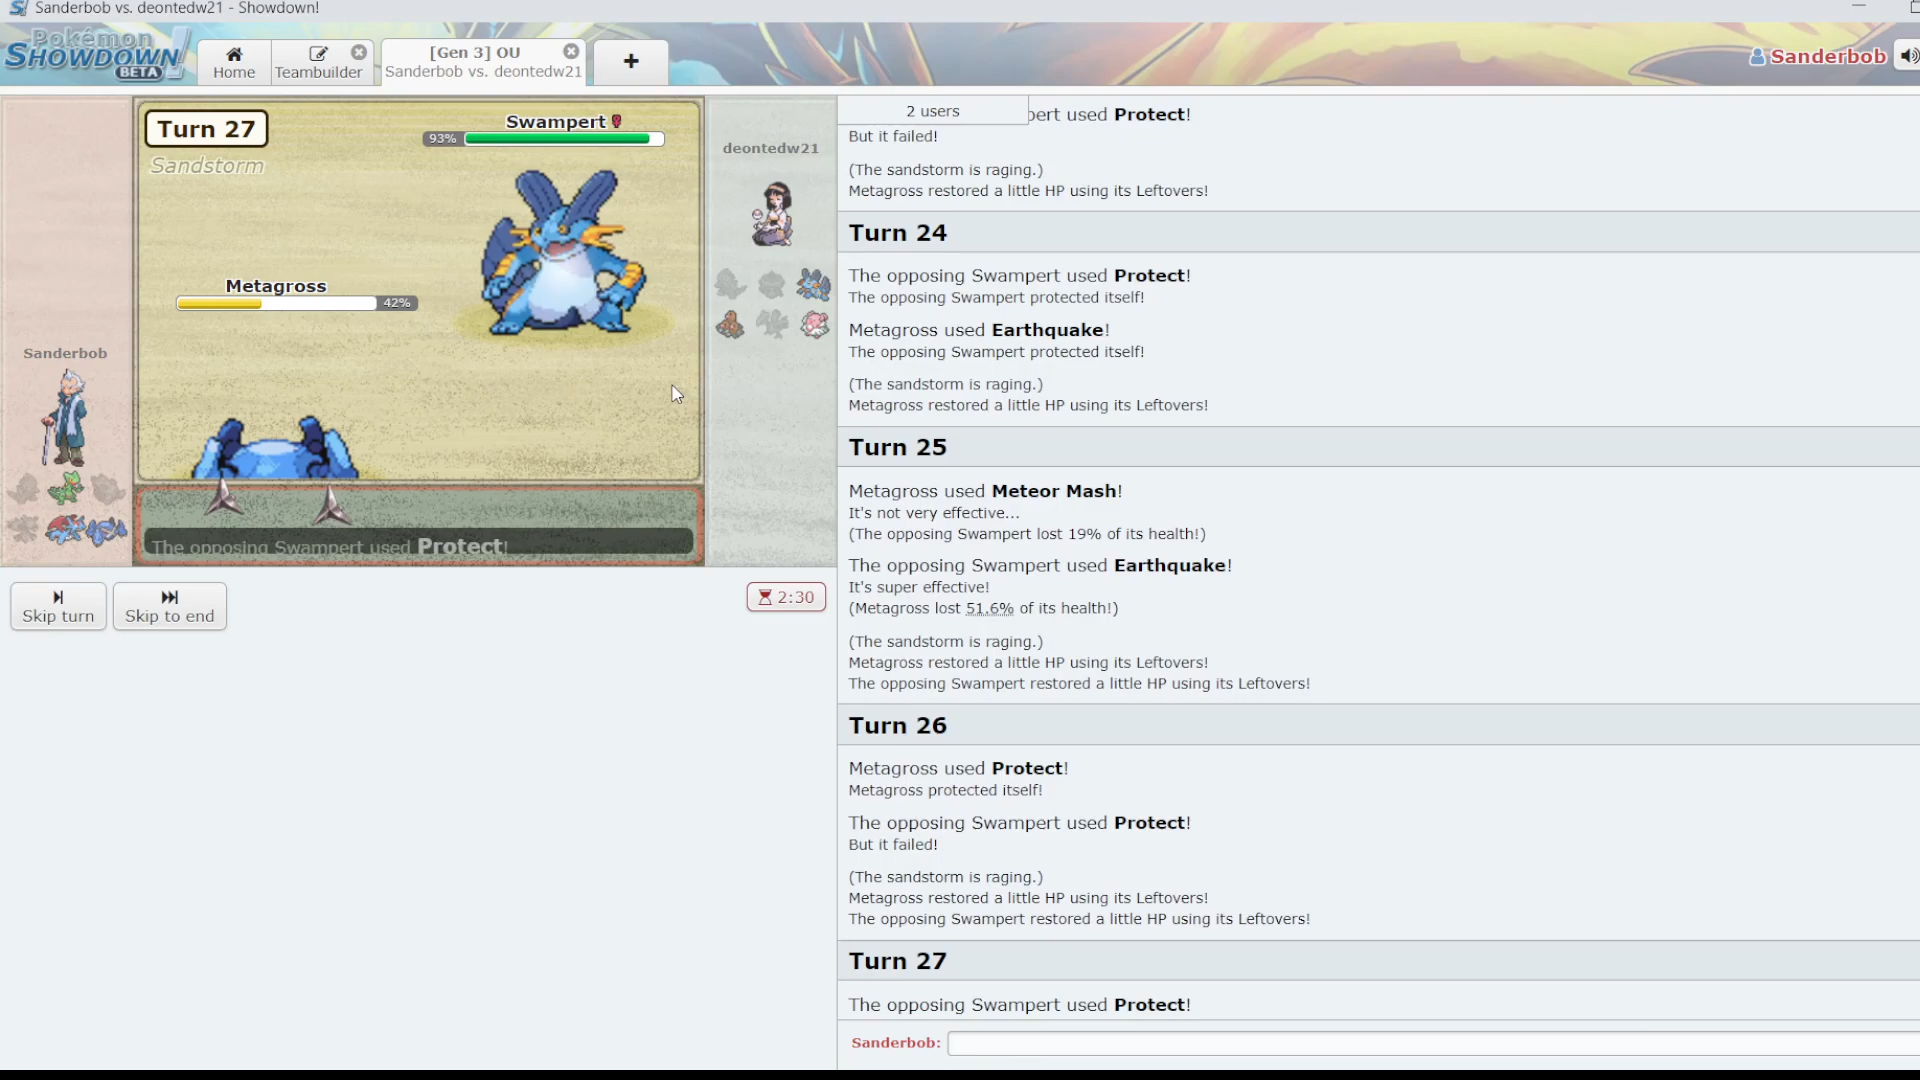 Sanderbob vs. deontedw21 - Showdown!
Pokémon
SHOWDOWN!
BETA
Home
Teambuilder
[Gen 3] OU
Sanderbob vs. deontedw21
+
Sanderbob
Turn 27
Sandstorm
Swampert
93%
Metagross
42%
The opposing Swampert used Protect!
deontedw21
Sanderbob
Skip turn
Skip to end
2:30
2 users
pert used Protect!
But it failed!
(The sandstorm is raging.)
Metagross restored a little HP using its Leftovers!
Turn 24
The opposing Swampert used Protect!
The opposing Swampert protected itself!
Metagross used Earthquake!
The opposing Swampert protected itself!
(The sandstorm is raging.)
Metagross restored a little HP using its Leftovers!
Turn 25
Metagross used Meteor Mash!
It's not very effective...
(The opposing Swampert lost 19% of its health!)
The opposing Swampert used Earthquake!
It's super effective!
(Metagross lost 51.6% of its health!)
(The sandstorm is raging.)
Metagross restored a little HP using its Leftovers!
The opposing Swampert restored a little HP using its Leftovers!
Turn 26
Metagross used Protect!
Metagross protected itself!
The opposing Swampert used Protect!
But it failed!
(The sandstorm is raging.)
Metagross restored a little HP using its Leftovers!
The opposing Swampert restored a little HP using its Leftovers!
Turn 27
The opposing Swampert used Protect!
Sanderbob: